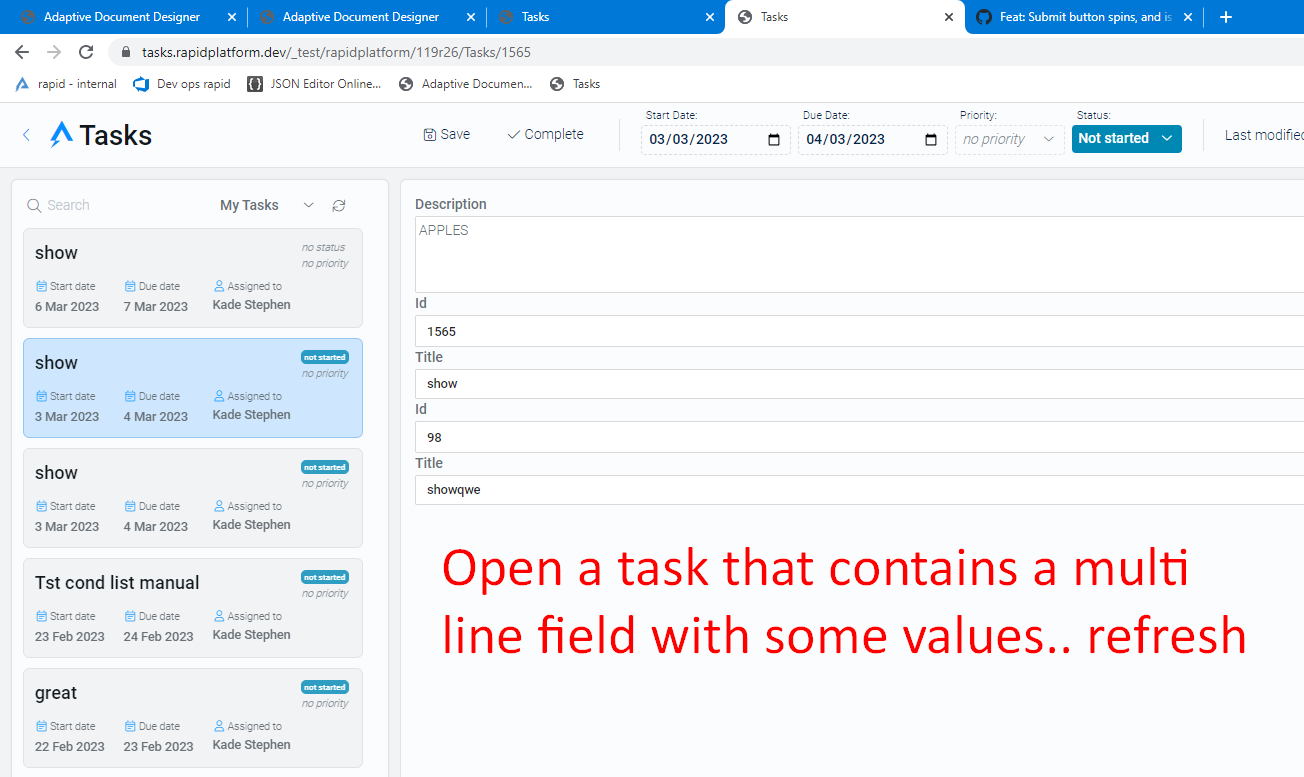 Adaptive Document Designer
Adaptive Document Designer
Tasks
Tasks
Feat: Submit button spins, and is
tasks.rapidplatform.dev/_test/rapidplatform/119r26/Tasks/1565
rapid - internal
Dev ops rapid
JSON Editor Online...
Adaptive Documen...
Tasks
Tasks
Save
Complete
Start Date:
03/03/2023
Due Date:
04/03/2023
Priority:
no priority
Status:
Not started
Last modified
Search
My Tasks
show
no status
no priority
Start date
Due date
Assigned to
6 Mar 2023
7 Mar 2023
Kade Stephen
show
not started
no priority
Start date
Due date
Assigned to
3 Mar 2023
4 Mar 2023
Kade Stephen
show
not started
no priority
Start date
Due date
Assigned to
3 Mar 2023
4 Mar 2023
Kade Stephen
Tst cond list manual
not started
no priority
Start date
Due date
Assigned to
23 Feb 2023
24 Feb 2023
Kade Stephen
great
not started
no priority
Start date
Due date
Assigned to
22 Feb 2023
23 Feb 2023
Kade Stephen
Description
APPLES
Id
1565
Title
show
Id
98
Title
showqwe
Open a task that contains a multi
line field with some values.. refresh